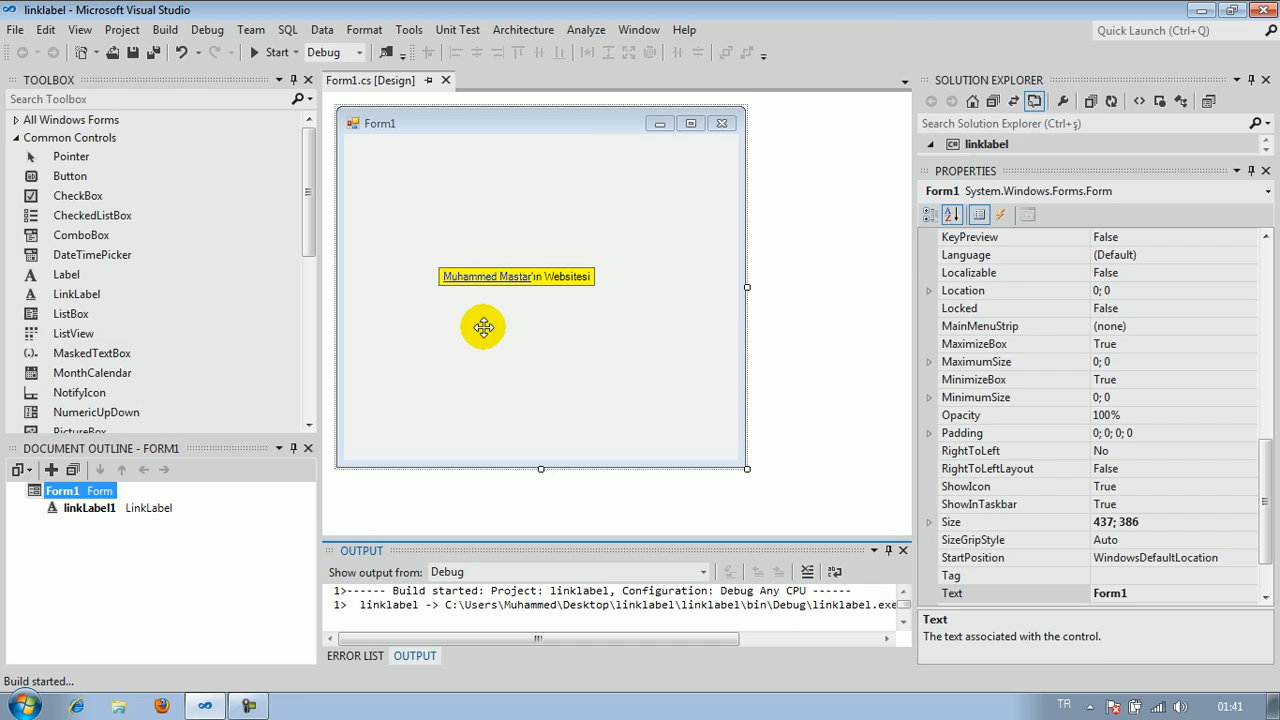 linklabel - Microsoft Visual Studio
File Edit View Project Build Debug Team SQL Data Format Tools Unit Test Architecture Analyze Window Help
Quick Launch (Ctrl+Q)
Start Debug
TOOLBOX
Search Toolbox
All Windows Forms
Common Controls
Pointer
Button
CheckBox
CheckedListBox
ComboBox
DateTimePicker
Label
LinkLabel
ListBox
ListView
MaskedTextBox
MonthCalendar
NotifyIcon
NumericUpDown
PictureBox
DOCUMENT OUTLINE - FORM1
Form1 Form
linkLabel1 LinkLabel
Form1.cs [Design]
Form1
Muhammed Mastar'ın Websitesi
OUTPUT
Show output from: Debug
1>------ Build started: Project: linklabel, Configuration: Debug Any CPU ------
1> linklabel -> C:\Users\Muhammed\Desktop\linklabel\linklabel\bin\Debug\linklabel.exe
ERROR LIST OUTPUT
SOLUTION EXPLORER
Search Solution Explorer (Ctrl+ş)
linklabel
PROPERTIES
Form1 System.Windows.Forms.Form
KeyPreview False
Language (Default)
Localizable False
Location 0; 0
Locked False
MainMenuStrip (none)
MaximizeBox True
MaximumSize 0; 0
MinimizeBox True
MinimumSize 0; 0
Opacity 100%
Padding 0; 0; 0; 0
RightToLeft No
RightToLeftLayout False
ShowIcon True
ShowInTaskbar True
Size 437; 386
SizeGripStyle Auto
StartPosition WindowsDefaultLocation
Tag
Text Form1
Text
The text associated with the control.
Build started...
TR 01:41